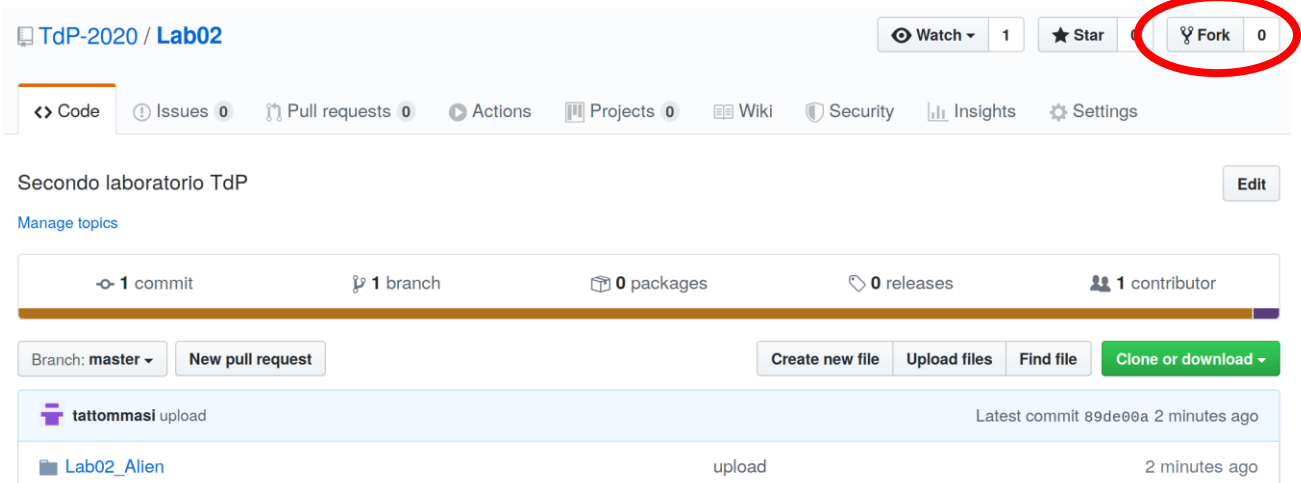 TdP-2020 / Lab02 Watch 1 Star Fork 0
Code Issues 0 Pull requests 0 Actions Projects 0 Wiki Security Insights Settings
Secondo laboratorio TdP Edit
Manage topics
1 commit 1 branch 0 packages 0 releases 1 contributor
Branch: master New pull request Create new file Upload files Find file Clone or download
tattommasi upload Latest commit 89de00a 2 minutes ago
Lab02_Alien upload 2 minutes ago